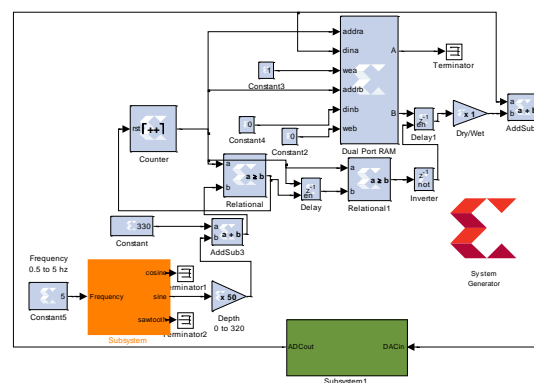 addra
dina
wea
addrb
dinb
web
A
B
Dual Port RAM
Terminator
1
Constant3
0
Constant4
0
Constant2
z-1
en
Delay1
x 1
Dry/Wet
a
b
a + b
AddSub
rst
++
Counter
a
b
a ≥ b
Relational
z-1
en
Delay
a
b
a ≥ b
Relational1
z-1
not
Inverter
330
Constant
a
b
a + b
AddSub3
System
Generator
Frequency
0.5 to 5 hz
5
Constant5
Frequency
cosine
sine
sawtooth
Subsystem
erminator1
erminator2
x 50
Depth
0 to 320
ADCout
DACin
Subsystem1